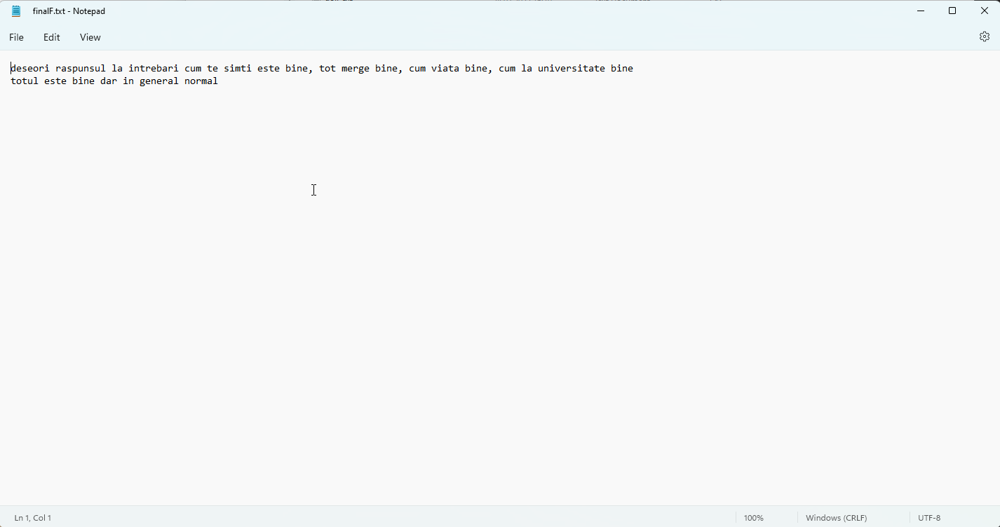 finalF.txt - Notepad
File Edit View
deseori raspunsul la intrebari cum te simti este bine, tot merge bine, cum viata bine, cum la universitate bine
totul este bine dar in general normal
Ln 1, Col 1 100% Windows (CRLF) UTF-8